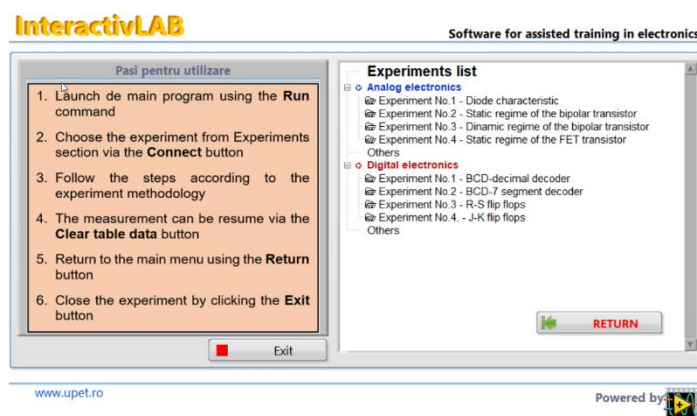 InteractivLAB
Software for assisted training in electronics
Pasi pentru utilizare
1. Launch de main program using the Run
command
2. Choose the experiment from Experiments
section via the Connect button
3. Follow the steps according to the
experiment methodology
4. The measurement can be resume via the
Clear table data button
5. Return to the main menu using the Return
button
6. Close the experiment by clicking the Exit
button
Exit
Experiments list
Analog electronics
Experiment No.1 - Diode characteristic
Experiment No.2 - Static regime of the bipolar transistor
Experiment No.3 - Dinamic regime of the bipolar transistor
Experiment No.4 - Static regime of the FET transistor
Others
Digital electronics
Experiment No.1 - BCD-decimal decoder
Experiment No.2 - BCD-7 segment decoder
Experiment No.3 - R-S flip flops
Experiment No.4. - J-K flip flops
Others
RETURN
www.upet.ro
Powered by